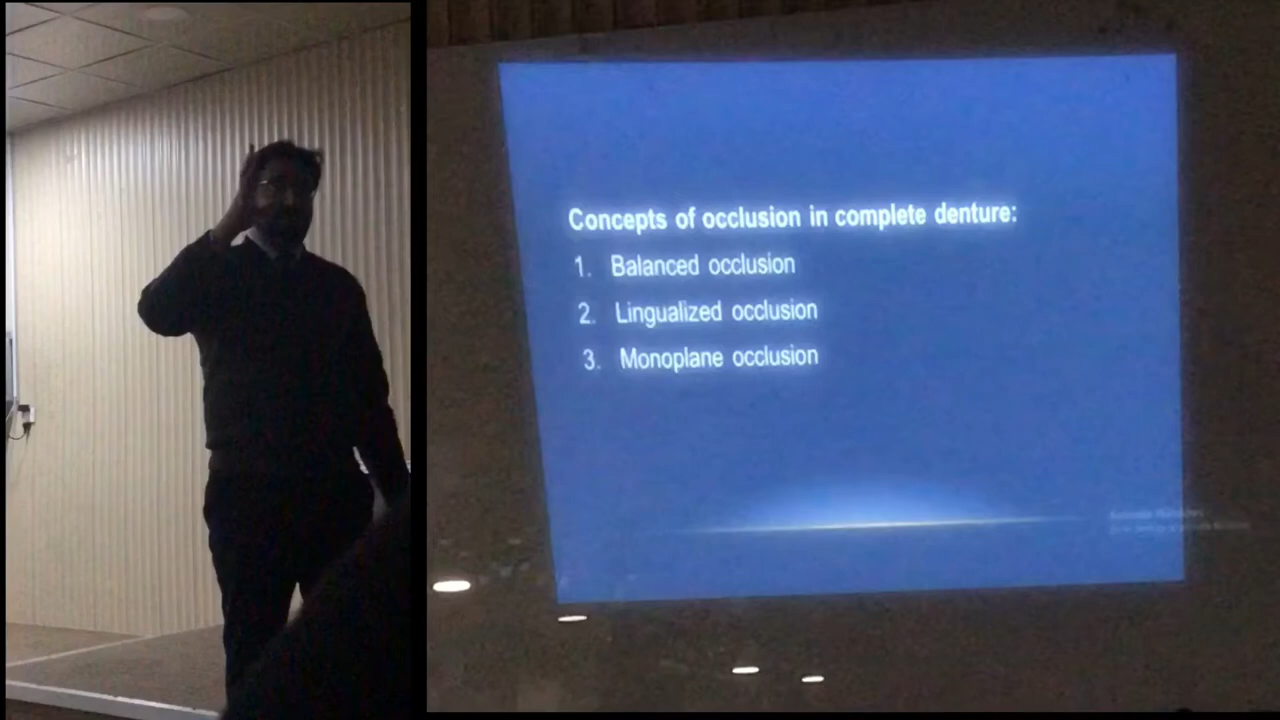 Concepts of occlusion in complete denture:
1. Balanced occlusion
2. Lingualized occlusion
3. Monoplane occlusion